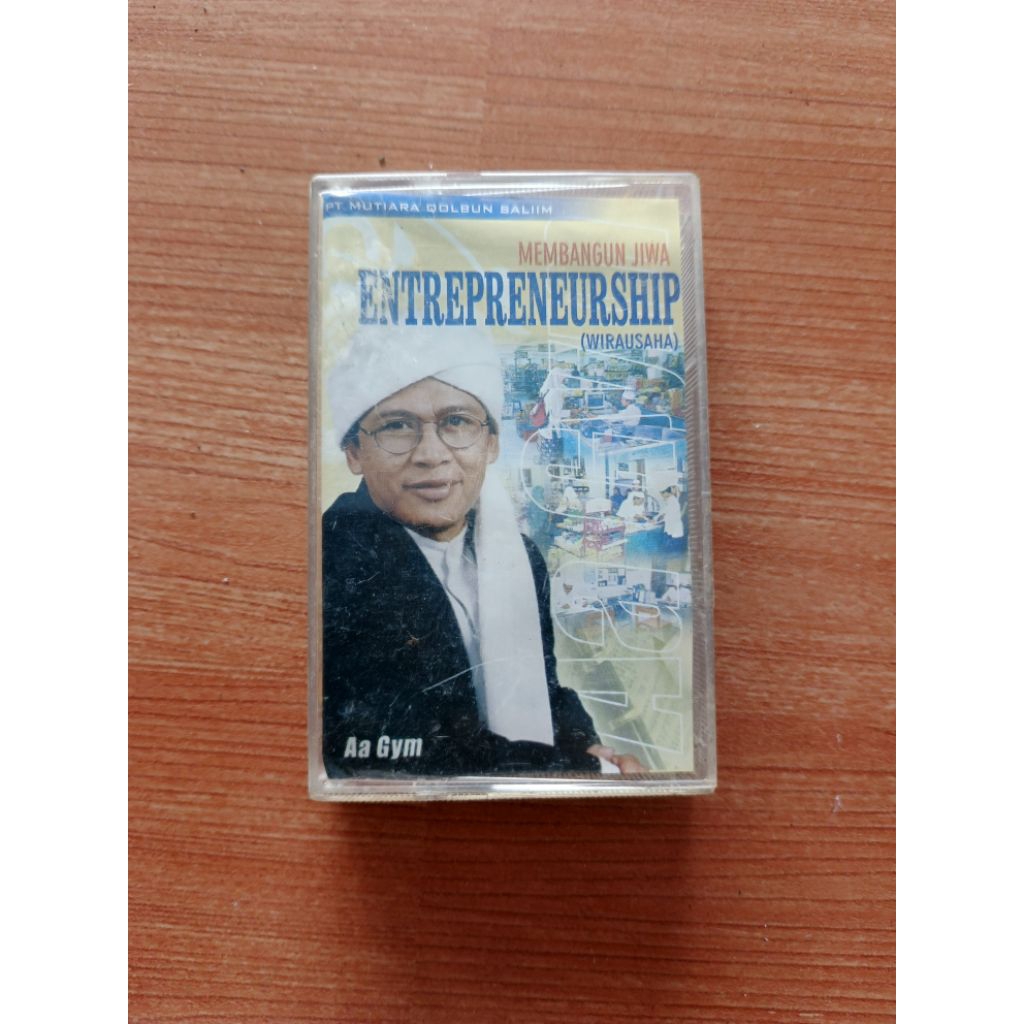 PT. MUTIARA QOLBUN SALIIM
MEMBANGUN JIWA
ENTREPRENEURSHIP
(WIRAUSAHA)
Aa Gym